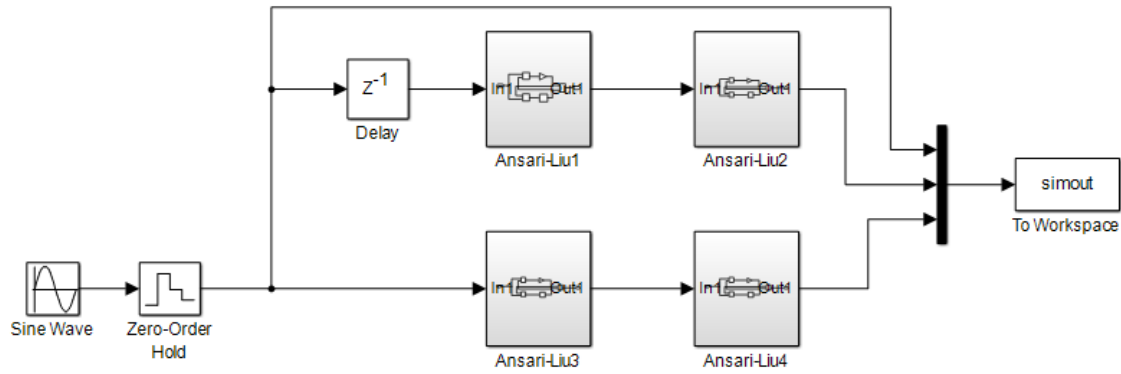 Z-1
Delay
In1 Out1
Ansari-Liu1
In1 Out1
Ansari-Liu2
simout
To Workspace
Sine Wave
Zero-Order
Hold
In1 Out1
Ansari-Liu3
In1 Out1
Ansari-Liu4